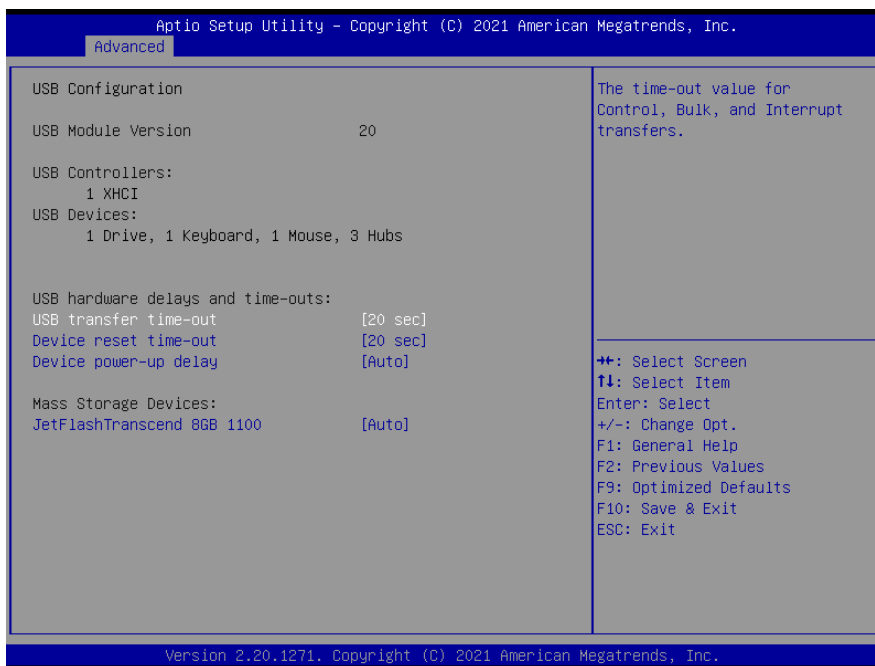 Aptio Setup Utility – Copyright (C) 2021 American Megatrends, Inc.
Advanced
USB Configuration
USB Module Version 20
USB Controllers:
1 XHCI
USB Devices:
1 Drive, 1 Keyboard, 1 Mouse, 3 Hubs
USB hardware delays and time-outs:
USB transfer time-out [20 sec]
Device reset time-out [20 sec]
Device power-up delay [Auto]
Mass Storage Devices:
JetFlashTranscend 8GB 1100 [Auto]
The time-out value for
Control, Bulk, and Interrupt
transfers.
→←: Select Screen
↑↓: Select Item
Enter: Select
+/-: Change Opt.
F1: General Help
F2: Previous Values
F9: Optimized Defaults
F10: Save & Exit
ESC: Exit
Version 2.20.1271. Copyright (C) 2021 American Megatrends, Inc.